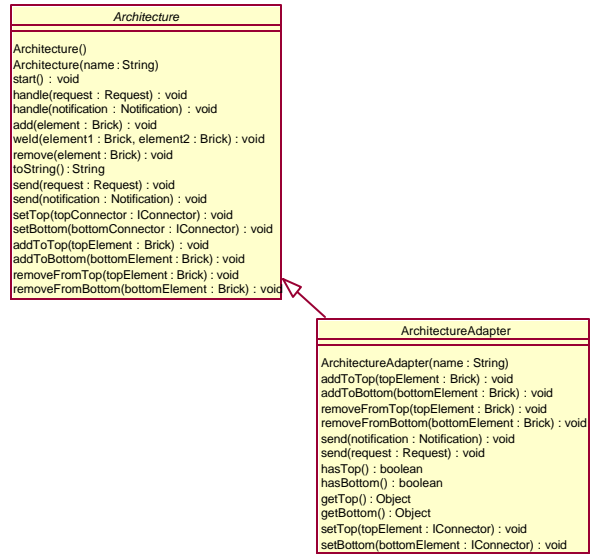 Architecture
Architecture()
Architecture(name : String)
start() : void
handle(request : Request) : void
handle(notification : Notification) : void
add(element : Brick) : void
weld(element1 : Brick, element2 : Brick) : void
remove(element : Brick) : void
toString() : String
send(request : Request) : void
send(notification : Notification) : void
setTop(topConnector : IConnector) : void
setBottom(bottomConnector : IConnector) : void
addToTop(topElement : Brick) : void
addToBottom(bottomElement : Brick) : void
removeFromTop(topElement : Brick) : void
removeFromBottom(bottomElement : Brick) : void
ArchitectureAdapter
ArchitectureAdapter(name : String)
addToTop(topElement : Brick) : void
addToBottom(bottomElement : Brick) : void
removeFromTop(topElement : Brick) : void
removeFromBottom(bottomElement : Brick) : void
send(notification : Notification) : void
send(request : Request) : void
hasTop() : boolean
hasBottom() : boolean
getTop() : Object
getBottom() : Object
setTop(topElement : IConnector) : void
setBottom(bottomElement : IConnector) : void